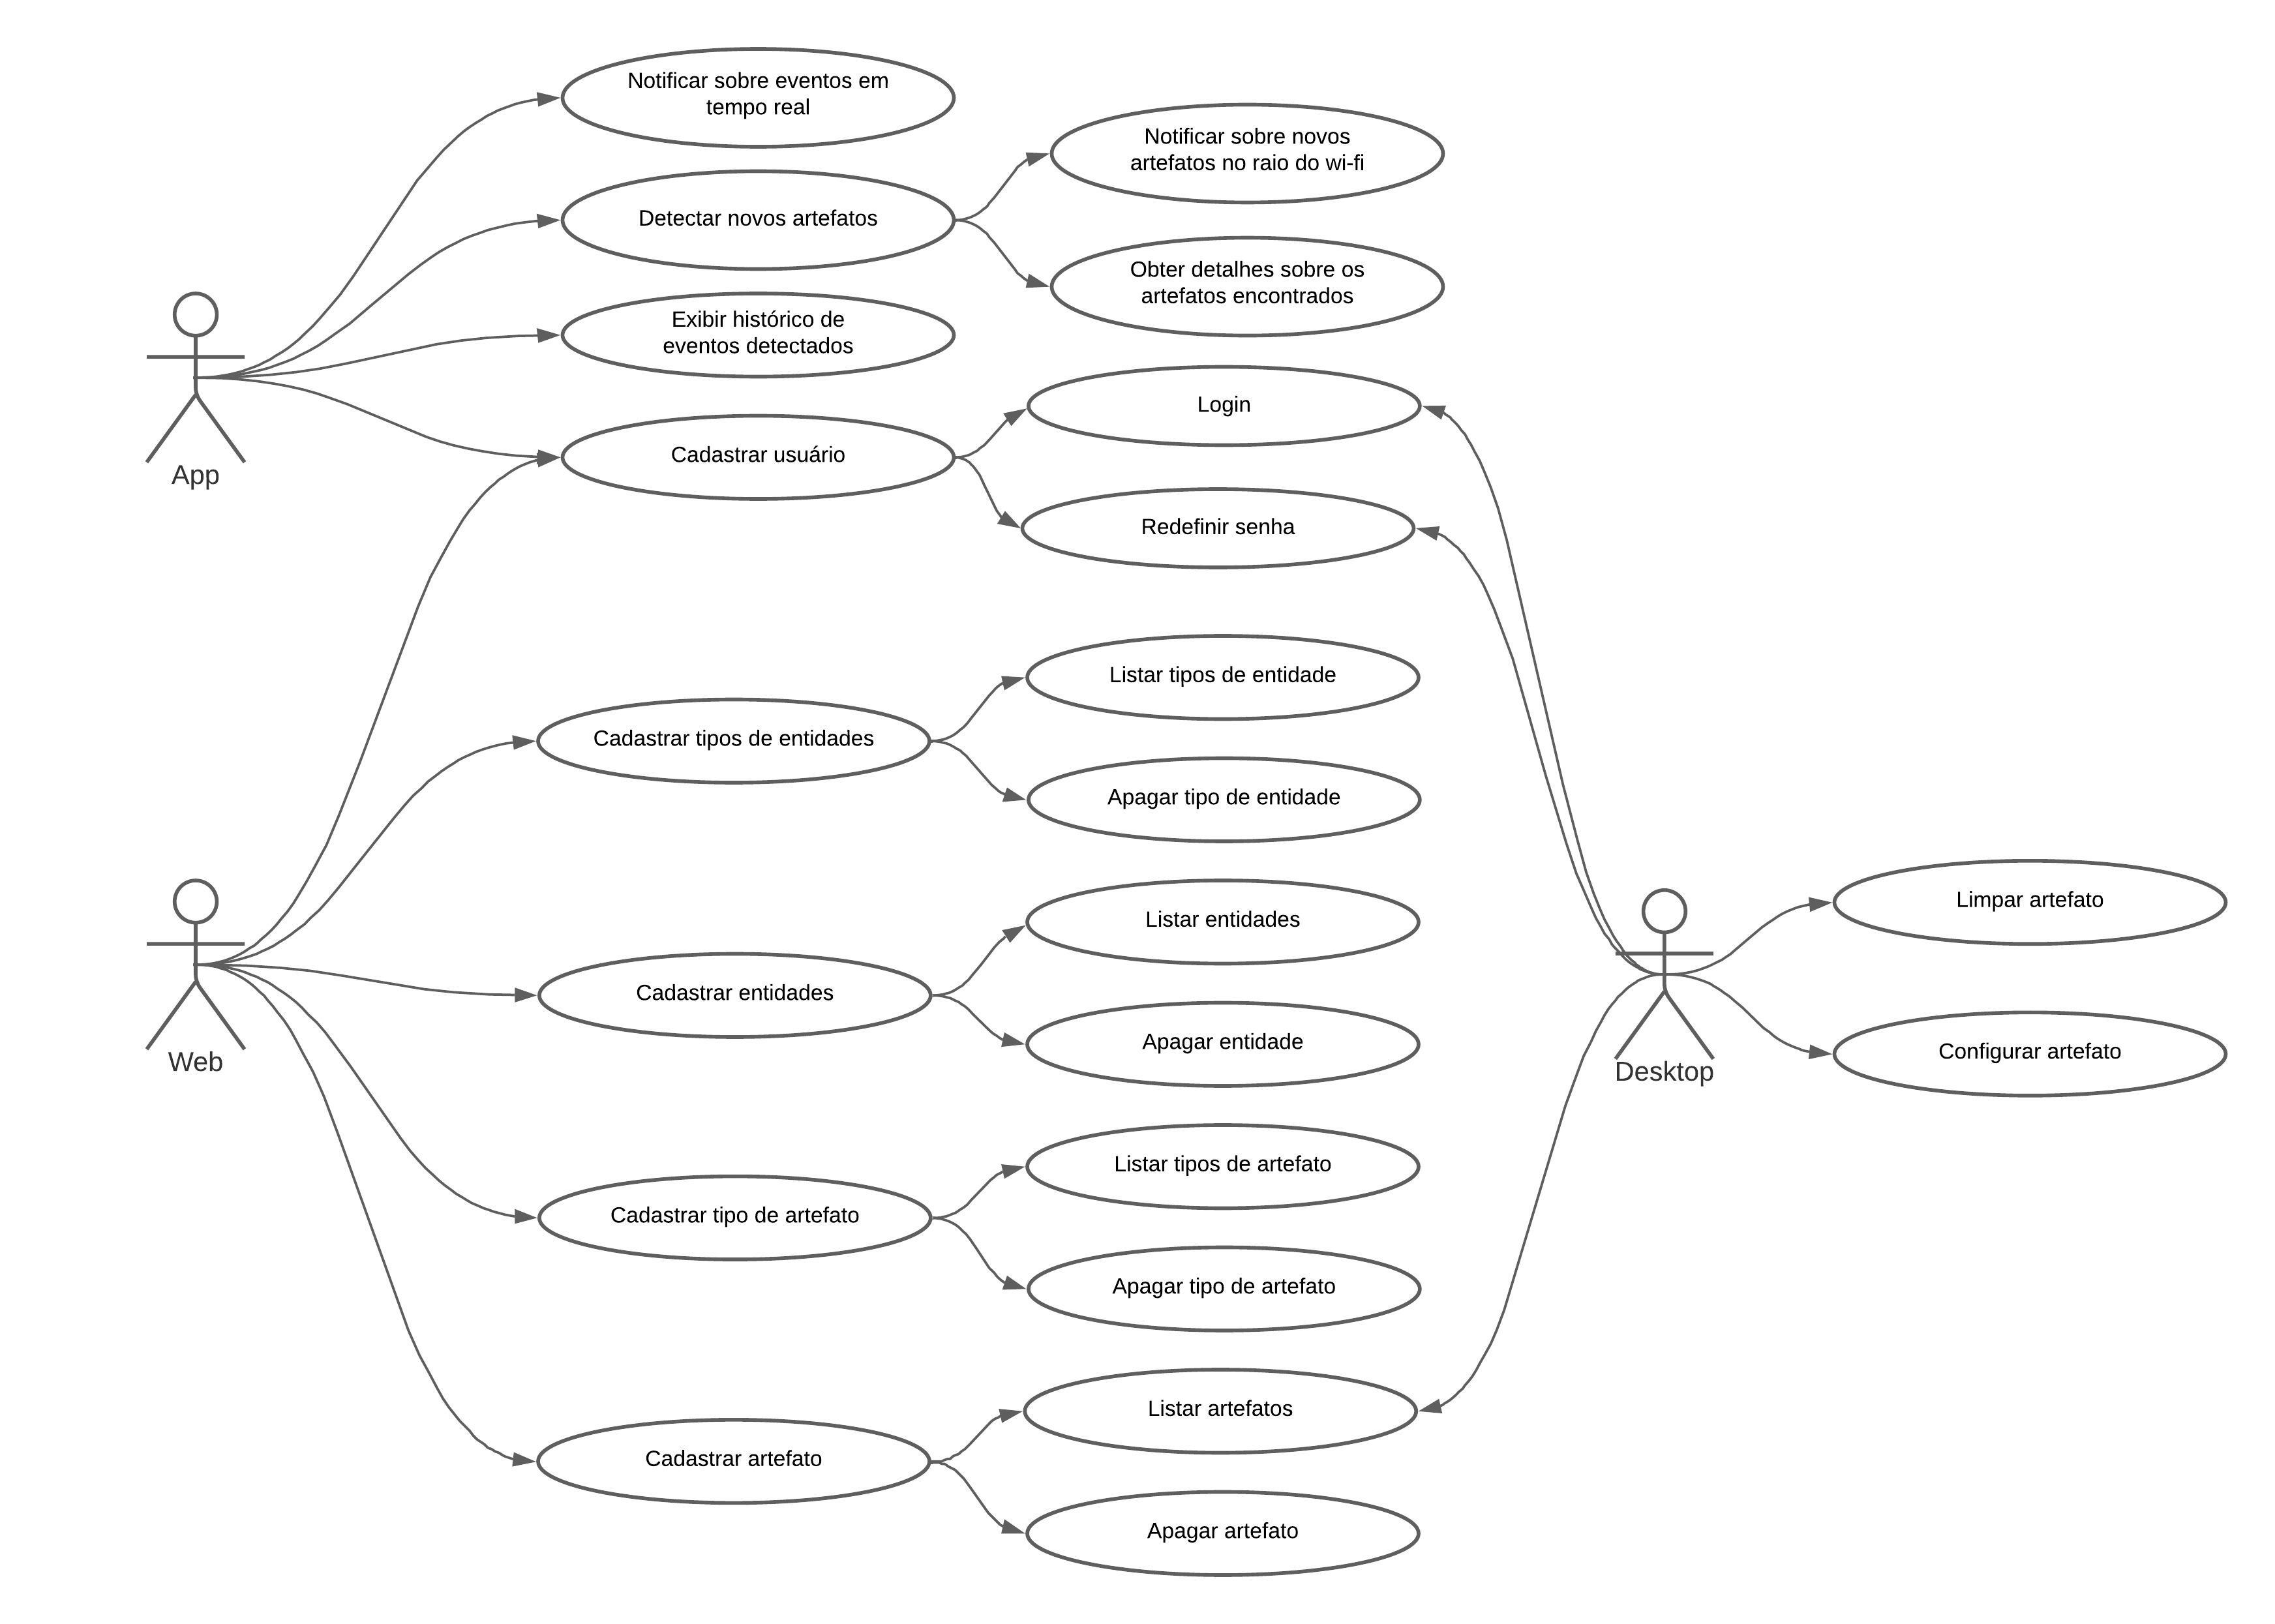 Notificar sobre eventos em
tempo real
Notificar sobre novos
artefatos no raio do wi-fi
Detectar novos artefatos
Obter detalhes sobre os
artefatos encontrados
Exibir histórico de
eventos detectados
Login
Cadastrar usuário
App
Redefinir senha
Listar tipos de entidade
Cadastrar tipos de entidades
Apagar tipo de entidade
Limpar artefato
Listar entidades
Cadastrar entidades
Apagar entidade
Configurar artefato
Web
Desktop
Listar tipos de artefato
Cadastrar tipo de artefato
Apagar tipo de artefato
Listar artefatos
Cadastrar artefato
Apagar artefato